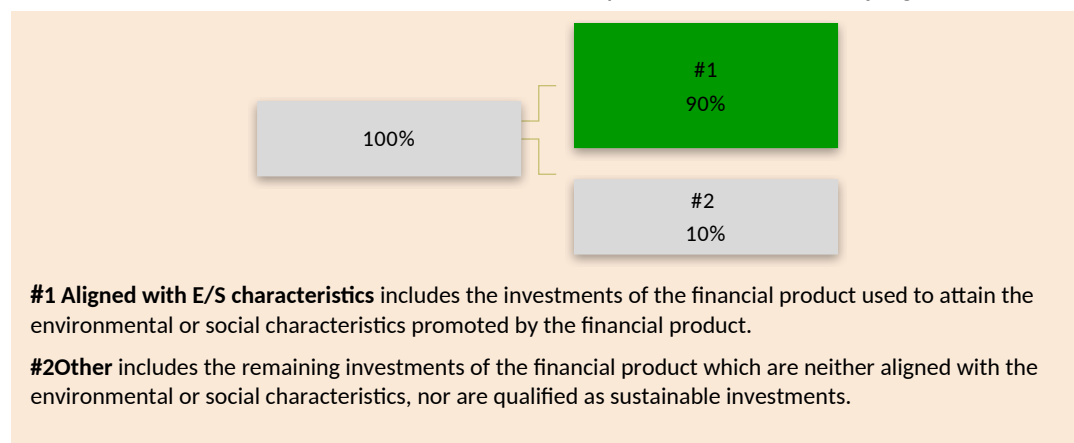 #1
90%
100%
#2
10%
#1 Aligned with E/S characteristics includes the investments of the financial product used to attain the
environmental or social characteristics promoted by the financial product.
#2Other includes the remaining investments of the financial product which are neither aligned with the
environmental or social characteristics, nor are qualified as sustainable investments.